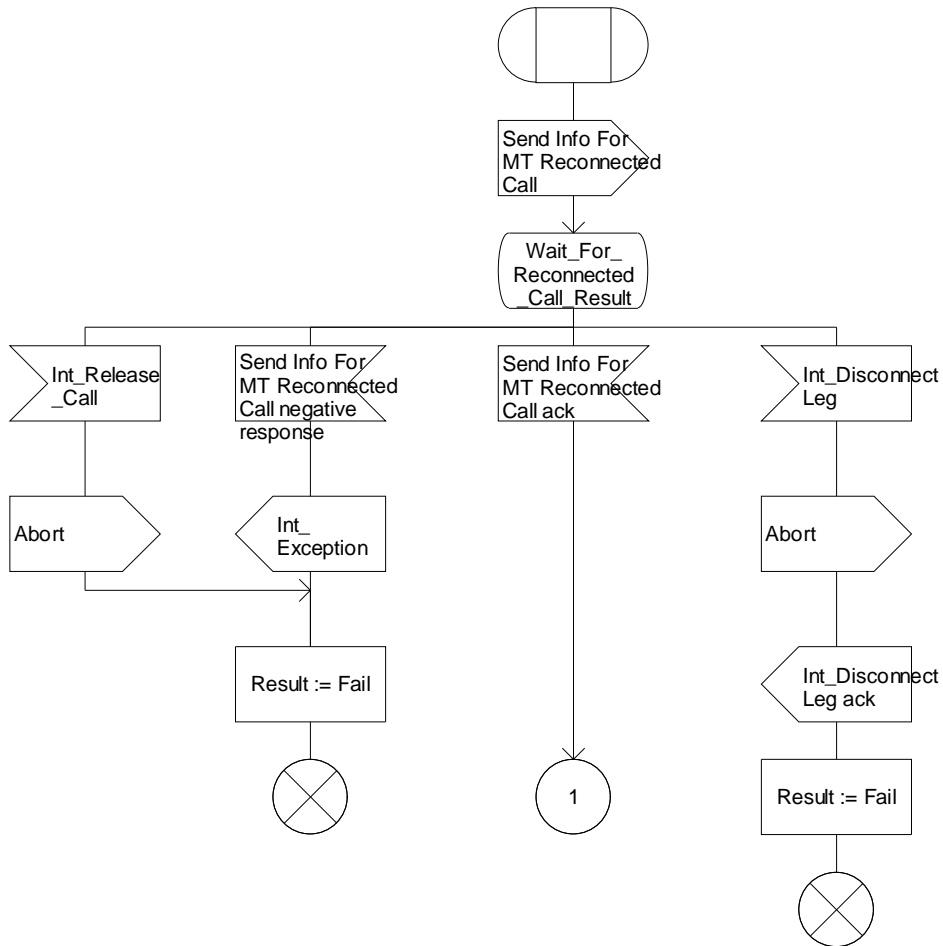 Send Info For
MT Reconnected
Call
Wait_For_
Reconnected
_Call_Result
Int_Release
_Call
Send Info For
MT Reconnected
Call negative
response
Send Info For
MT Reconnected
Call ack
Int_Disconnect
Leg
Abort
Int_
Exception
Abort
Result := Fail
Int_Disconnect
Leg ack
1
Result := Fail